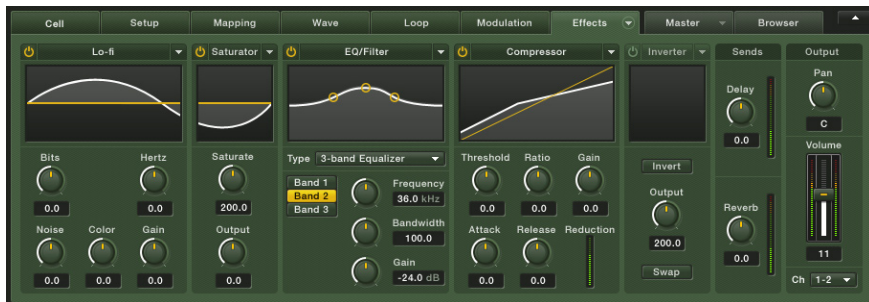 Cell Setup Mapping Wave Loop Modulation Effects Master Browser
Lo-fi Saturator EQ/Filter Compressor Inverter Sends Output
Pan
Delay
C
0.0
Volume
Bits Hertz Saturate Type 3-band Equalizer Threshold Ratio Gain
Invert
Band 1 Frequency
Band 2 36.0 kHz
Output
0.0 0.0 200.0 Band 3 0.0 0.0 0.0
Reverb
Bandwidth
Noise Color Gain Output 100.0 Attack Release Reduction
200.0
11
0.0
Gain
0.0 0.0 0.0 0.0 -24.0 dB 0.0 0.0 Swap
Ch 1-2